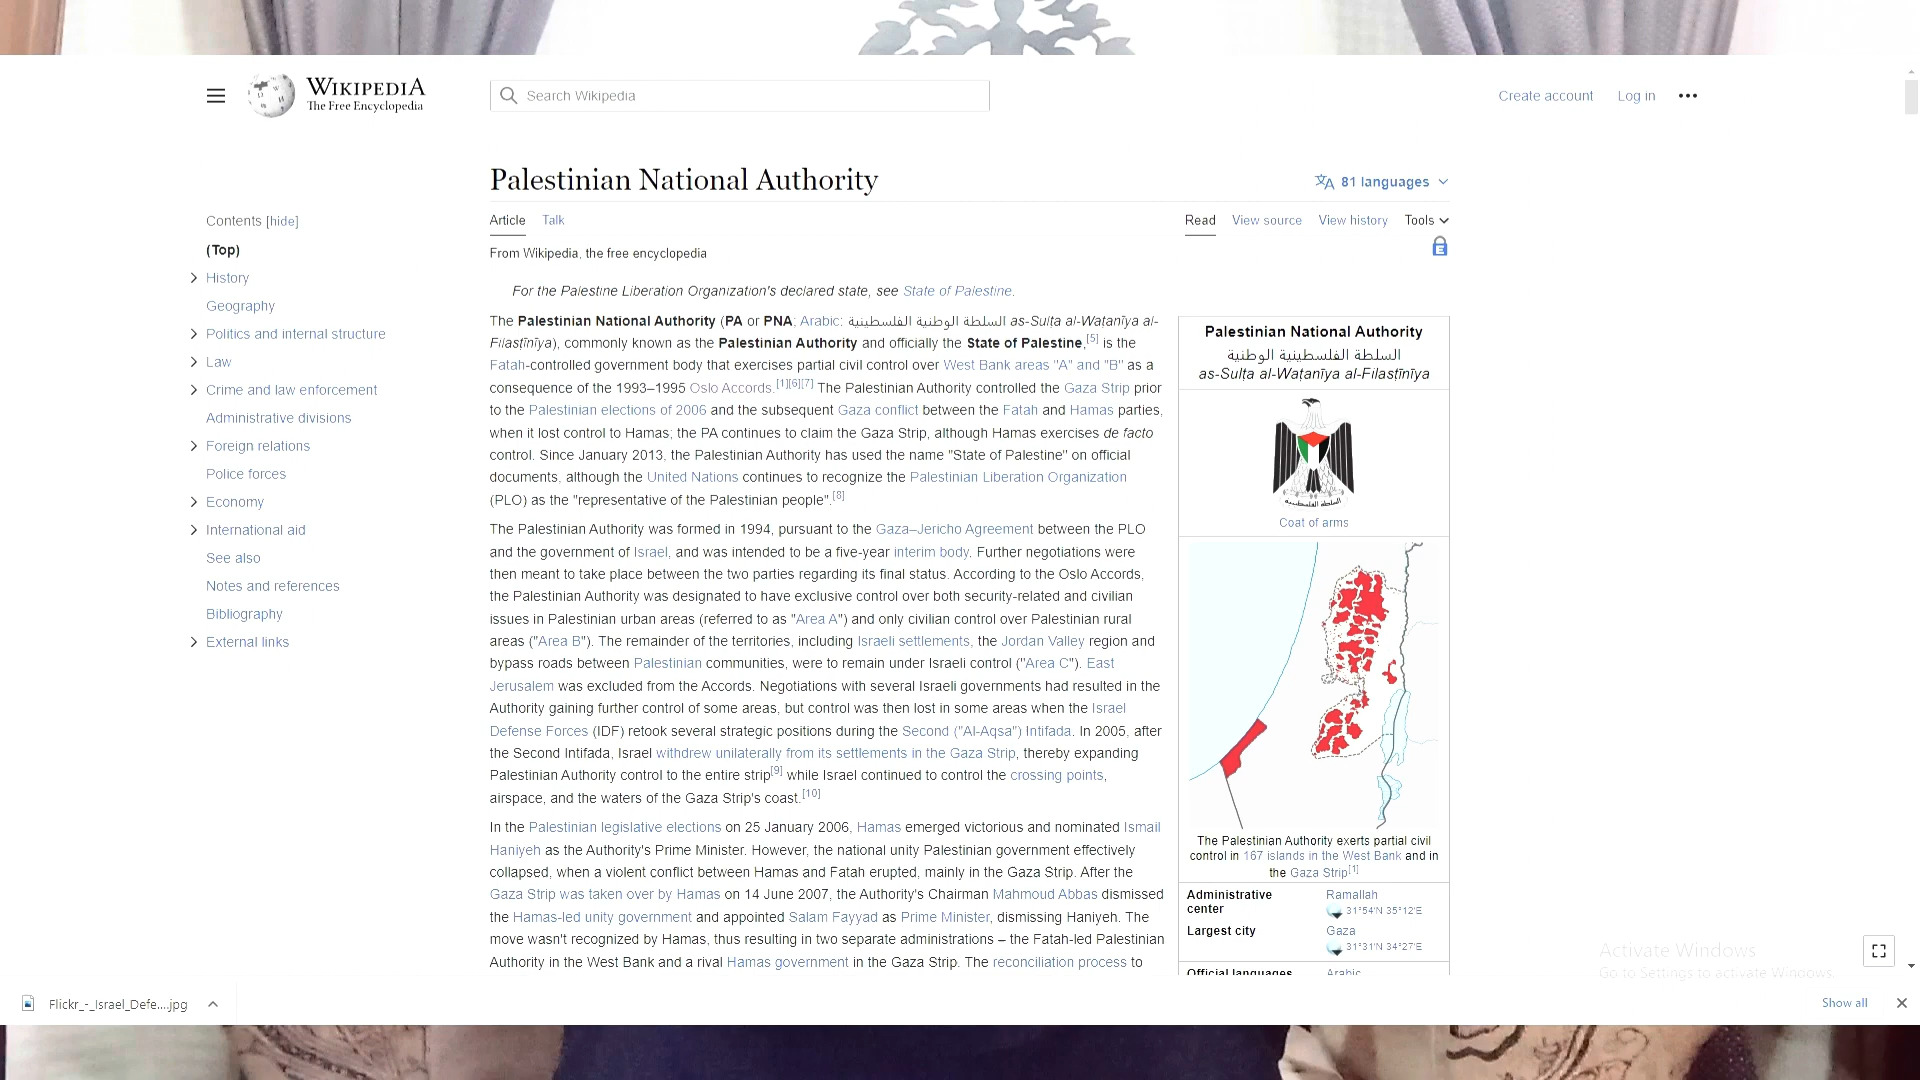 WIKIPEDIA
The Free Encyclopedia
Search Wikipedia
Create account
Log in
Palestinian National Authority
81 languages
Article
Talk
Read
View source
View history
Tools
From Wikipedia, the free encyclopedia
Contents [hide]
(Top)
History
Geography
Politics and internal structure
Law
Crime and law enforcement
Administrative divisions
Foreign relations
Police forces
Economy
International aid
See also
Notes and references
Bibliography
External links
For the Palestine Liberation Organization's declared state, see State of Palestine.
The Palestinian National Authority (PA or PNA; Arabic: السلطة الوطنية الفلسطينية as-Sulṭa al-Waṭanīya al-
Filasṭīnīya), commonly known as the Palestinian Authority and officially the State of Palestine,[5] is the
Fatah-controlled government body that exercises partial civil control over West Bank areas "A" and "B" as a
consequence of the 1993–1995 Oslo Accords.[1][6][7] The Palestinian Authority controlled the Gaza Strip prior
to the Palestinian elections of 2006 and the subsequent Gaza conflict between the Fatah and Hamas parties,
when it lost control to Hamas; the PA continues to claim the Gaza Strip, although Hamas exercises de facto
control. Since January 2013, the Palestinian Authority has used the name "State of Palestine" on official
documents, although the United Nations continues to recognize the Palestinian Liberation Organization
(PLO) as the "representative of the Palestinian people".[8]
The Palestinian Authority was formed in 1994, pursuant to the Gaza–Jericho Agreement between the PLO
and the government of Israel, and was intended to be a five-year interim body. Further negotiations were
then meant to take place between the two parties regarding its final status. According to the Oslo Accords,
the Palestinian Authority was designated to have exclusive control over both security-related and civilian
issues in Palestinian urban areas (referred to as "Area A") and only civilian control over Palestinian rural
areas ("Area B"). The remainder of the territories, including Israeli settlements, the Jordan Valley region and
bypass roads between Palestinian communities, were to remain under Israeli control ("Area C"). East
Jerusalem was excluded from the Accords. Negotiations with several Israeli governments had resulted in the
Authority gaining further control of some areas, but control was then lost in some areas when the Israel
Defense Forces (IDF) retook several strategic positions during the Second ("Al-Aqsa") Intifada. In 2005, after
the Second Intifada, Israel withdrew unilaterally from its settlements in the Gaza Strip, thereby expanding
Palestinian Authority control to the entire strip[9] while Israel continued to control the crossing points,
airspace, and the waters of the Gaza Strip's coast.[10]
In the Palestinian legislative elections on 25 January 2006, Hamas emerged victorious and nominated Ismail
Haniyeh as the Authority's Prime Minister. However, the national unity Palestinian government effectively
collapsed, when a violent conflict between Hamas and Fatah erupted, mainly in the Gaza Strip. After the
Gaza Strip was taken over by Hamas on 14 June 2007, the Authority's Chairman Mahmoud Abbas dismissed
the Hamas-led unity government and appointed Salam Fayyad as Prime Minister, dismissing Haniyeh. The
move wasn't recognized by Hamas, thus resulting in two separate administrations – the Fatah-led Palestinian
Authority in the West Bank and a rival Hamas government in the Gaza Strip. The reconciliation process to
Palestinian National Authority
السلطة الفلسطينية الوطنية
as-Sulṭa al-Waṭanīya al-Filasṭīnīya
السلطة الفلسطينية
Coat of arms
The Palestinian Authority exerts partial civil
control in 167 islands in the West Bank and in
the Gaza Strip[1]
Administrative center
Ramallah
31°54′N 35°12′E
Largest city
Gaza
31°31′N 34°27′E
Official languages
Arabic
Activate Windows
Go to Settings to activate Windows.
Flickr_-_Israel_Defe....jpg
Show all